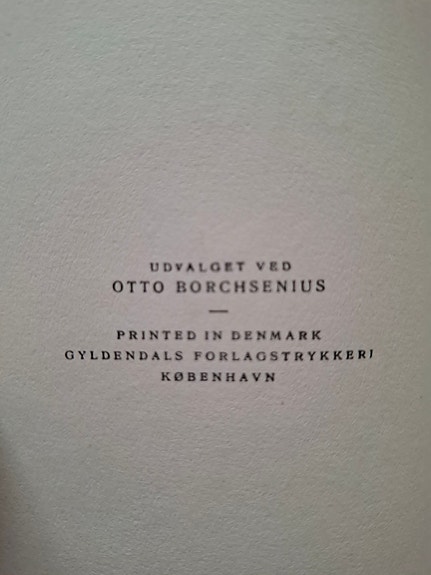 UDVALGET VED
OTTO BORCHSENIUS
—
PRINTED IN DENMARK
GYLDENDALS FORLAGSTRYKKERI
KØBENHAVN